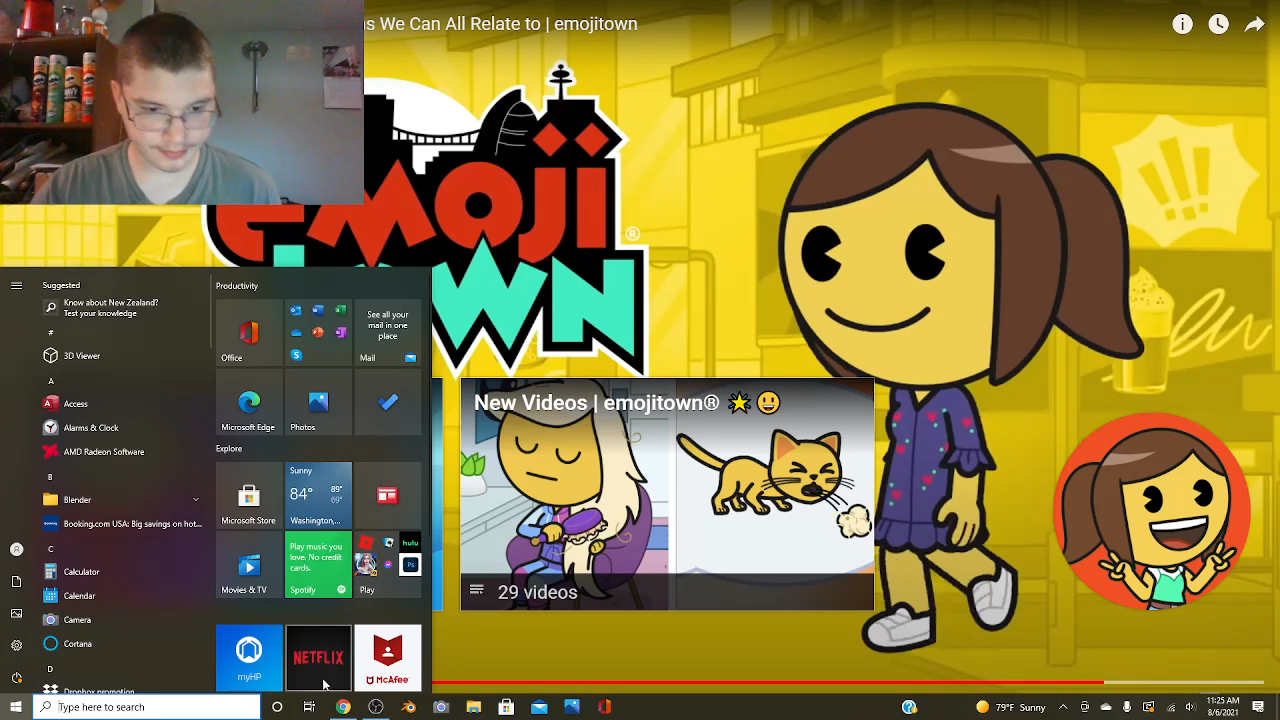 s We Can All Relate to | emojitown
EMOJI
TOWN
®
!!!
Suggested
Know about New Zealand?
Test your knowledge
#
3D Viewer
A
Access
Alarms & Clock
AMD Radeon Software
B
Blender
Booking.com USA: Big savings on hot...
C
Calculator
Calendar
Camera
Cortana
D
Dropbox promotion
Productivity
Office
See all your
mail in one
place
Mail
Microsoft Edge
Photos
Explore
Microsoft Store
Sunny
84° 89°
69°
Washington,...
Movies & TV
Play music you
love. No credit
cards.
Spotify
hulu
Play
myHP
NETFLIX
McAfee
New Videos | emojitown® 🌟😃
29 videos
Type here to search
79°F Sunny
11:25 AM
8/6/2021